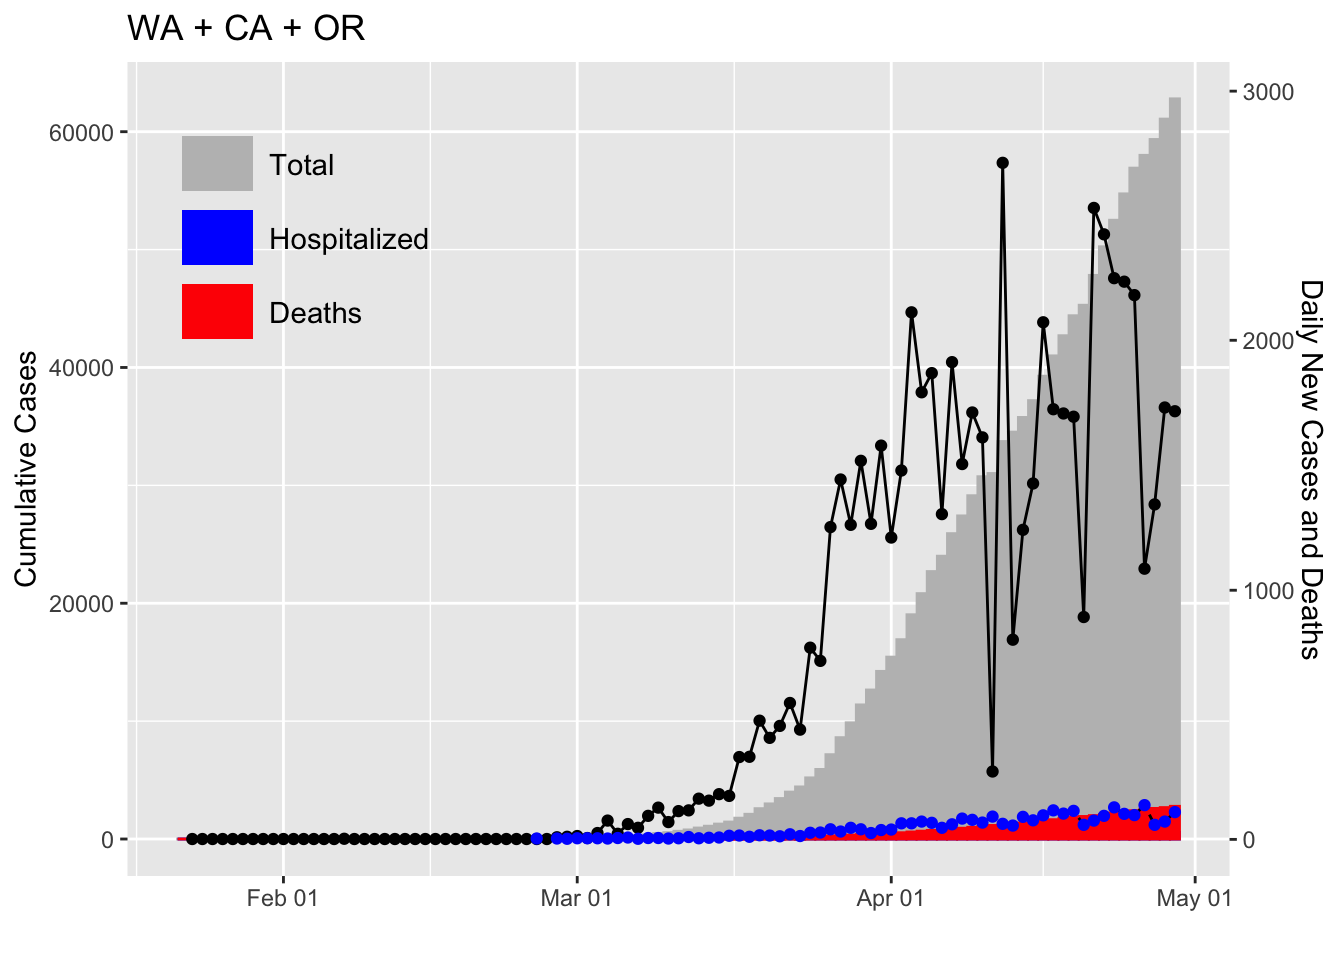 WA + CA + OR
60000
40000
20000
0
Cumulative Cases
Total
Hospitalized
Deaths
3000
2000
1000
0
Daily New Cases and Deaths
Feb 01
Mar 01
Apr 01
May 01